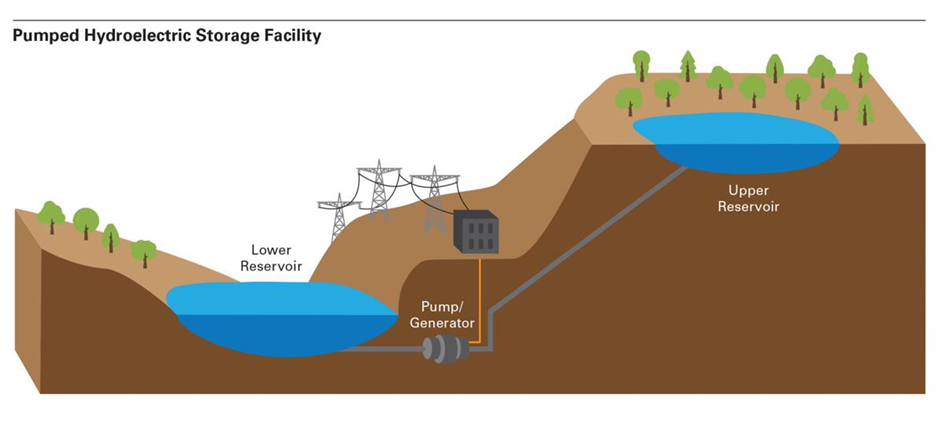 Pumped Hydroelectric Storage Facility
Upper
Reservoir
Lower
Reservoir
Pump/
Generator